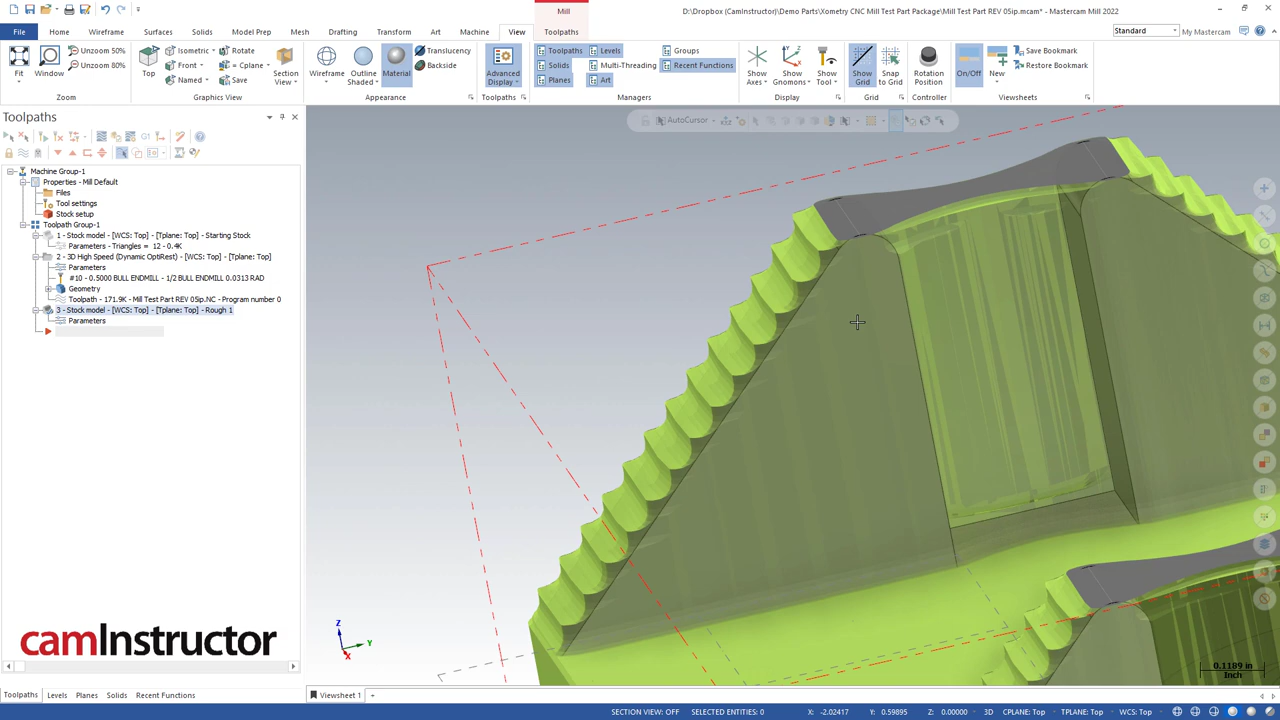 Mill
D:\Dropbox (CamInstructor)\Demo Parts\Xometry CNC Mill Test Part Package\Mill Test Part REV 05ip.mcam* - Mastercam Mill 2022
File Home Wireframe Surfaces Solids Model Prep Mesh Drafting Transform Art Machine View Toolpaths
Standard My Mastercam
Unzoom 50% Isometric Rotate Translucency Toolpaths Levels Groups Save Bookmark
Unzoom 80% Front = Cplane Backside Solids Multi-Threading Recent Functions Restore Bookmark
Named Save Planes Art
Fit Window Top Section View Wireframe Outline Shaded Material Advanced Display Show Axes Show Gnomons Show Tool Show Grid Snap to Grid Rotation Position On/Off New
Zoom Graphics View Appearance Toolpaths Managers Display Grid Controller Viewsheets
Toolpaths
AutoCursor
G1
Machine Group-1
Properties - Mill Default
Files
Tool settings
Stock setup
Toolpath Group-1
1 - Stock model - [WCS: Top] - [Tplane: Top] - Starting Stock
Parameters - Triangles = 12 - 0.4K
2 - 3D High Speed (Dynamic OptiRest) - [WCS: Top] - [Tplane: Top]
Parameters
#10 - 0.5000 BULL ENDMILL - 1/2 BULL ENDMILL 0.0313 RAD
Geometry
Toolpath - 171.9K - Mill Test Part REV 05ip.NC - Program number 0
3 - Stock model - [WCS: Top] - [Tplane: Top] - Rough 1
Parameters
camInstructor
Z
Y
X
0.1189 in
Inch
Toolpaths Levels Planes Solids Recent Functions
Viewsheet 1 +
SECTION VIEW: OFF SELECTED ENTITIES: 0 X: -2.02417 Y: 0.59895 Z: 0.00000 3D CPLANE: Top TPLANE: Top WCS: Top